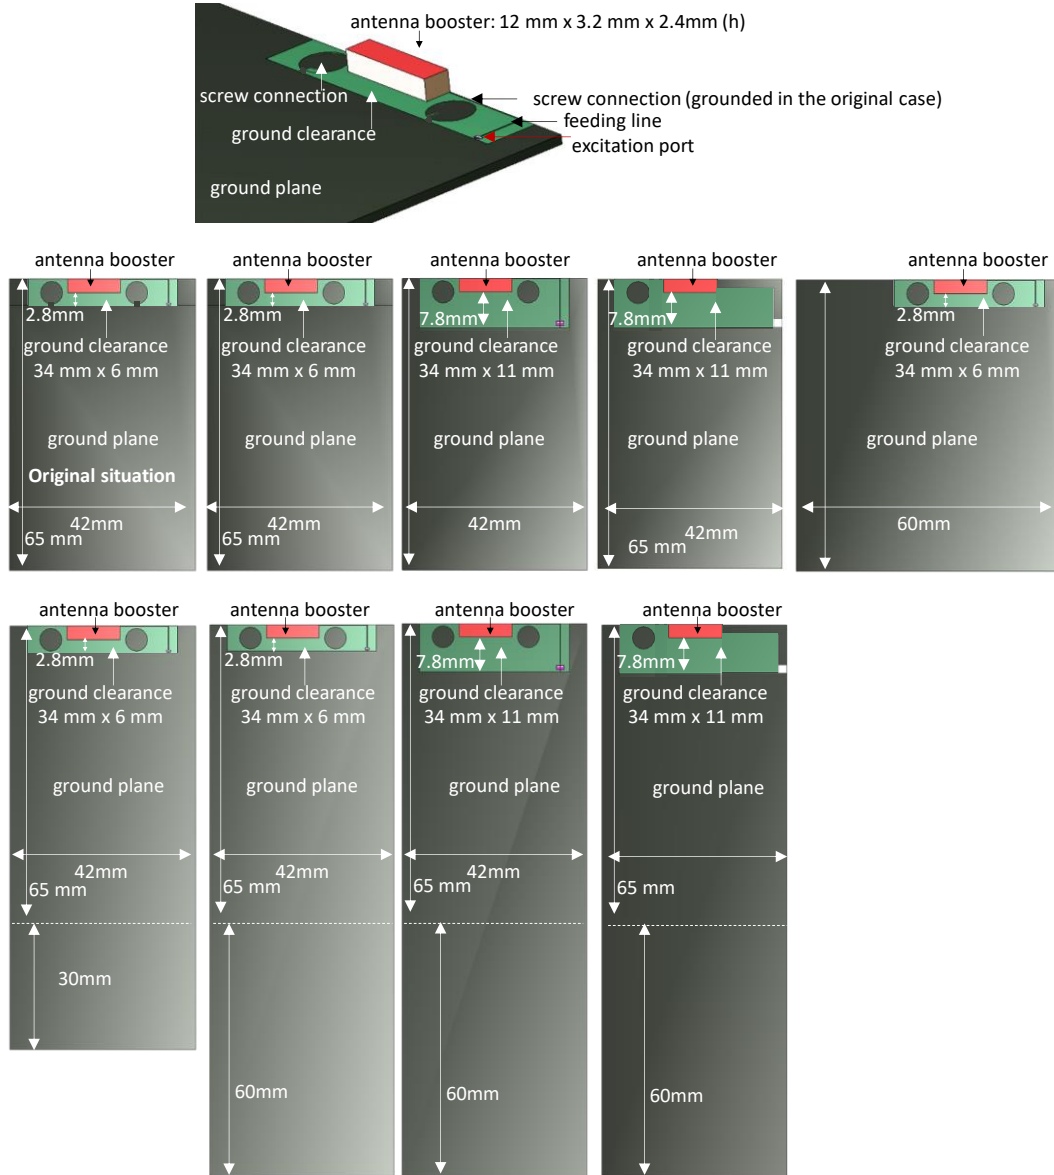 antenna booster: 12 mm x 3.2 mm x 2.4mm (h)
screw connection
screw connection (grounded in the original case)
feeding line
ground clearance
excitation port
ground plane
antenna booster
2.8mm
ground clearance
34 mm x 6 mm
ground plane
Original situation
42mm
65 mm
antenna booster
2.8mm
ground clearance
34 mm x 6 mm
ground plane
42mm
65 mm
antenna booster
7.8mm
ground clearance
34 mm x 11 mm
ground plane
42mm
antenna booster
7.8mm
ground clearance
34 mm x 11 mm
ground plane
42mm
65 mm
antenna booster
2.8mm
ground clearance
34 mm x 6 mm
ground plane
60mm
antenna booster
2.8mm
ground clearance
34 mm x 6 mm
ground plane
42mm
65 mm
30mm
antenna booster
2.8mm
ground clearance
34 mm x 6 mm
ground plane
42mm
65 mm
60mm
antenna booster
7.8mm
ground clearance
34 mm x 11 mm
ground plane
42mm
65 mm
60mm
antenna booster
7.8mm
ground clearance
34 mm x 11 mm
ground plane
65 mm
60mm